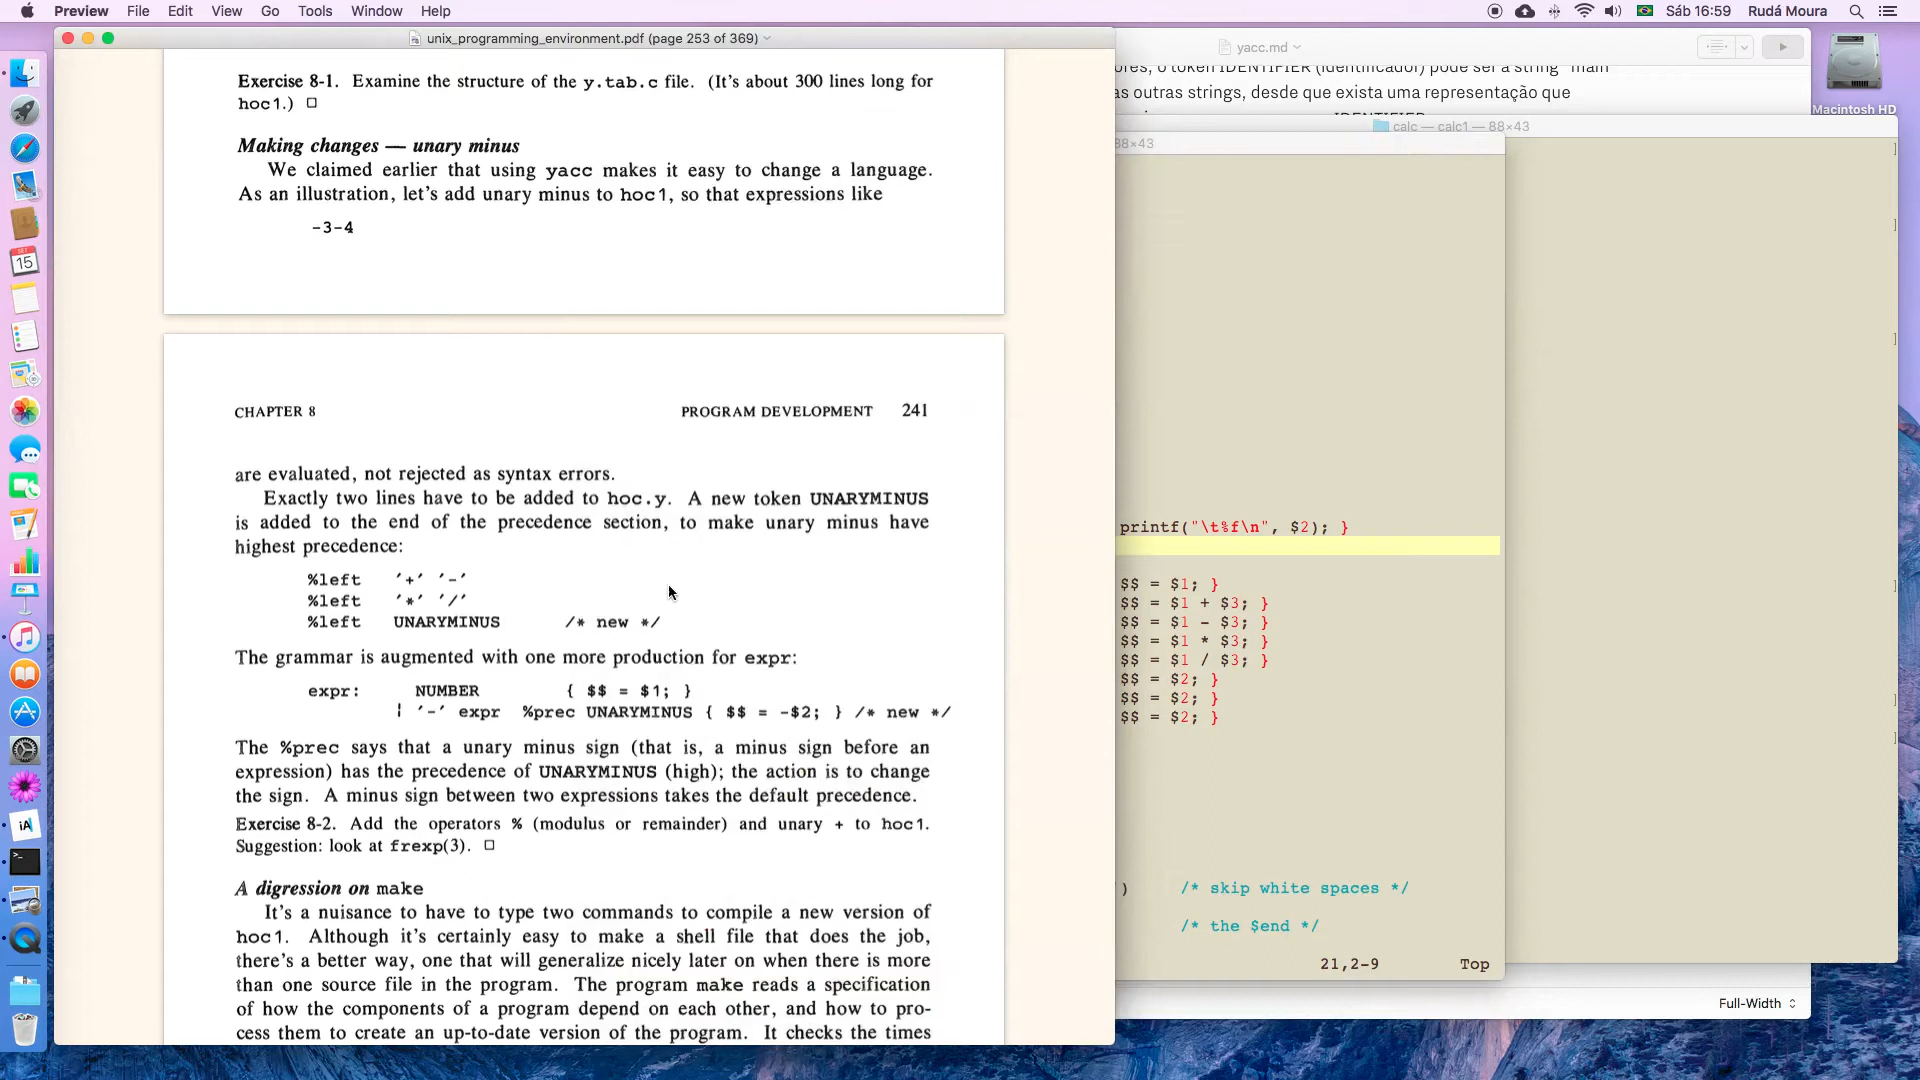 Preview File Edit View Go Tools Window Help
Sáb 16:59 Rudá Moura
unix_programming_environment.pdf (page 253 of 369)
Exercise 8-1. Examine the structure of the y.tab.c file. (It's about 300 lines long for
hoc1.) □
Making changes — unary minus
We claimed earlier that using yacc makes it easy to change a language.
As an illustration, let's add unary minus to hoc1, so that expressions like
-3-4
CHAPTER 8 PROGRAM DEVELOPMENT 241
are evaluated, not rejected as syntax errors.
Exactly two lines have to be added to hoc.y. A new token UNARYMINUS
is added to the end of the precedence section, to make unary minus have
highest precedence:
%left '+' '-'
%left '*' '/'
%left UNARYMINUS /* new */
The grammar is augmented with one more production for expr:
expr: NUMBER { $$ = $1; }
| '-' expr %prec UNARYMINUS { $$ = -$2; } /* new */
The %prec says that a unary minus sign (that is, a minus sign before an
expression) has the precedence of UNARYMINUS (high); the action is to change
the sign. A minus sign between two expressions takes the default precedence.
Exercise 8-2. Add the operators % (modulus or remainder) and unary + to hoc1.
Suggestion: look at frexp(3). □
A digression on make
It's a nuisance to have to type two commands to compile a new version of
hoc1. Although it's certainly easy to make a shell file that does the job,
there's a better way, one that will generalize nicely later on when there is more
than one source file in the program. The program make reads a specification
of how the components of a program depend on each other, and how to pro-
cess them to create an up-to-date version of the program. It checks the times
yacc.md
o token IDENTIFIER (identificador) pode ser a string "main
as outras strings, desde que exista uma representação que
calc — calc1 — 88×43
88×43
printf("\t%f\n", $2); }
$$ = $1; }
$$ = $1 + $3; }
$$ = $1 - $3; }
$$ = $1 * $3; }
$$ = $1 / $3; }
$$ = $2; }
$$ = $2; }
$$ = $2; }
) /* skip white spaces */
/* the $end */
21,2-9 Top
]
]
]
]
]
]
Full-Width
Macintosh HD
SET
15
iA